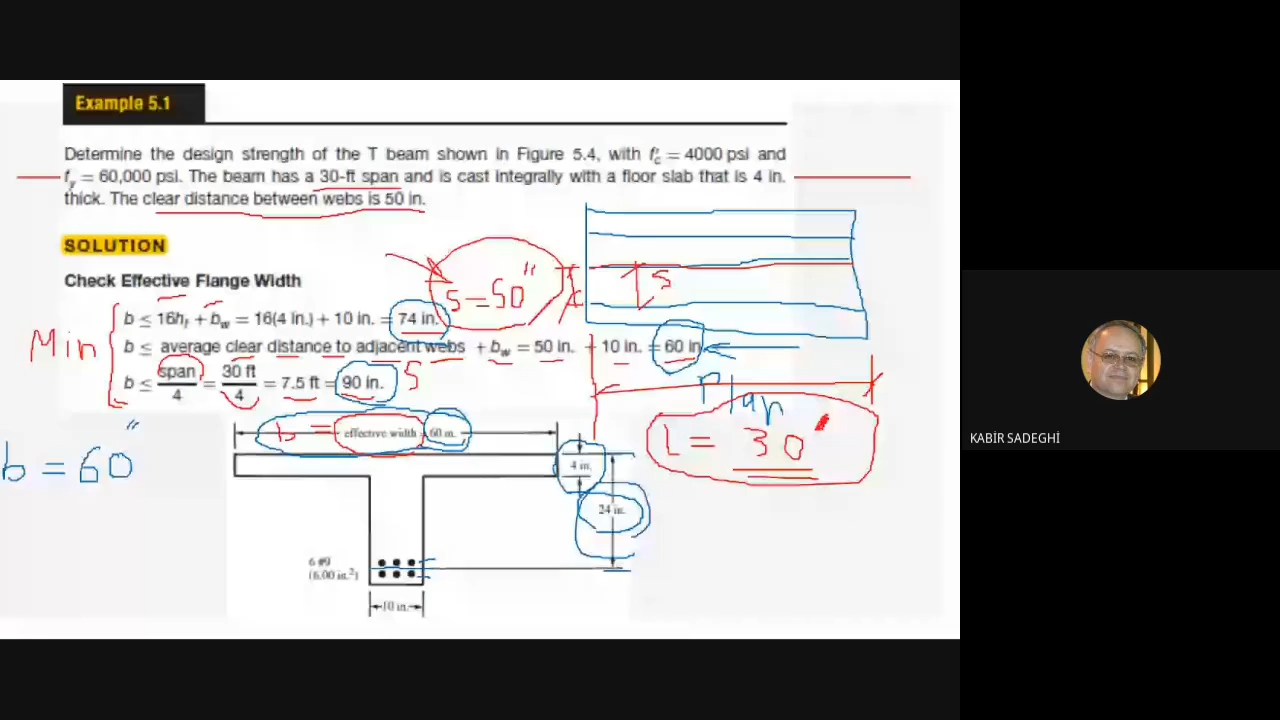 Example 5.1
Determine the design strength of the T beam shown in Figure 5.4, with f'c = 4000 psi and
fy = 60,000 psi. The beam has a 30-ft span and is cast integrally with a floor slab that is 4 in.
thick. The clear distance between webs is 50 in.
SOLUTION
Check Effective Flange Width
S = 50"
S
Min
b ≤ 16hf + bw = 16(4 in.) + 10 in. = 74 in.
b ≤ average clear distance to adjacent webs + bw = 50 in. + 10 in. = 60 in
b ≤ span/4 = 30 ft/4 = 7.5 ft = 90 in.
S
Plan
b = effective width 60 in.
L = 30'
b = 60"
4 in.
24 in.
6 #9
(6.00 in.²)
10 in.
KABİR SADEGHİ